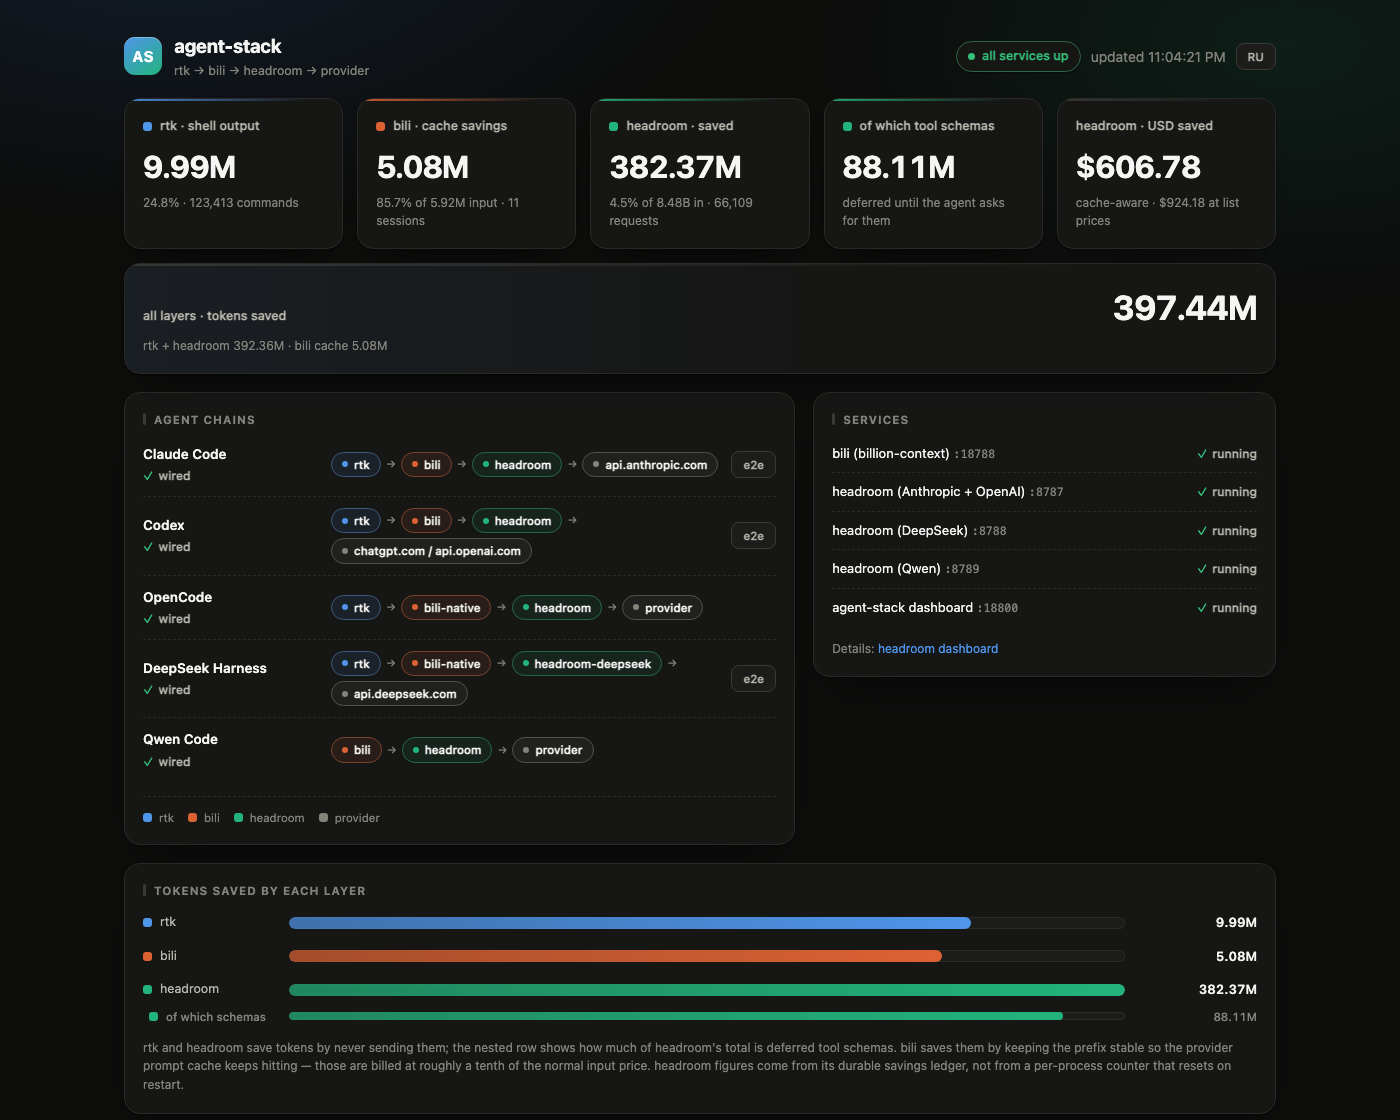 AS
agent-stack
rtk → bili → headroom → provider
all services up
updated 11:04:21 PM
RU
rtk · shell output
9.99M
24.8% · 123,413 commands
bili · cache savings
5.08M
85.7% of 5.92M input · 11
sessions
headroom · saved
382.37M
4.5% of 8.48B in · 66,109
requests
of which tool schemas
88.11M
deferred until the agent asks
for them
headroom · USD saved
$606.78
cache-aware · $924.18 at list
prices
all layers · tokens saved
397.44M
rtk + headroom 392.36M · bili cache 5.08M
AGENT CHAINS
Claude Code
✓ wired
rtk → bili → headroom → api.anthropic.com
e2e
Codex
✓ wired
rtk → bili → headroom →
chatgpt.com / api.openai.com
e2e
OpenCode
✓ wired
rtk → bili-native → headroom → provider
DeepSeek Harness
✓ wired
rtk → bili-native → headroom-deepseek →
api.deepseek.com
e2e
Qwen Code
✓ wired
bili → headroom → provider
rtk bili headroom provider
SERVICES
bili (billion-context) :18788 ✓ running
headroom (Anthropic + OpenAI) :8787 ✓ running
headroom (DeepSeek) :8788 ✓ running
headroom (Qwen) :8789 ✓ running
agent-stack dashboard :18800 ✓ running
Details: headroom dashboard
TOKENS SAVED BY EACH LAYER
rtk 9.99M
bili 5.08M
headroom 382.37M
of which schemas 88.11M
rtk and headroom save tokens by never sending them; the nested row shows how much of headroom's total is deferred tool schemas. bili saves them by keeping the prefix stable so the provider
prompt cache keeps hitting — those are billed at roughly a tenth of the normal input price. headroom figures come from its durable savings ledger, not from a per-process counter that resets on
restart.